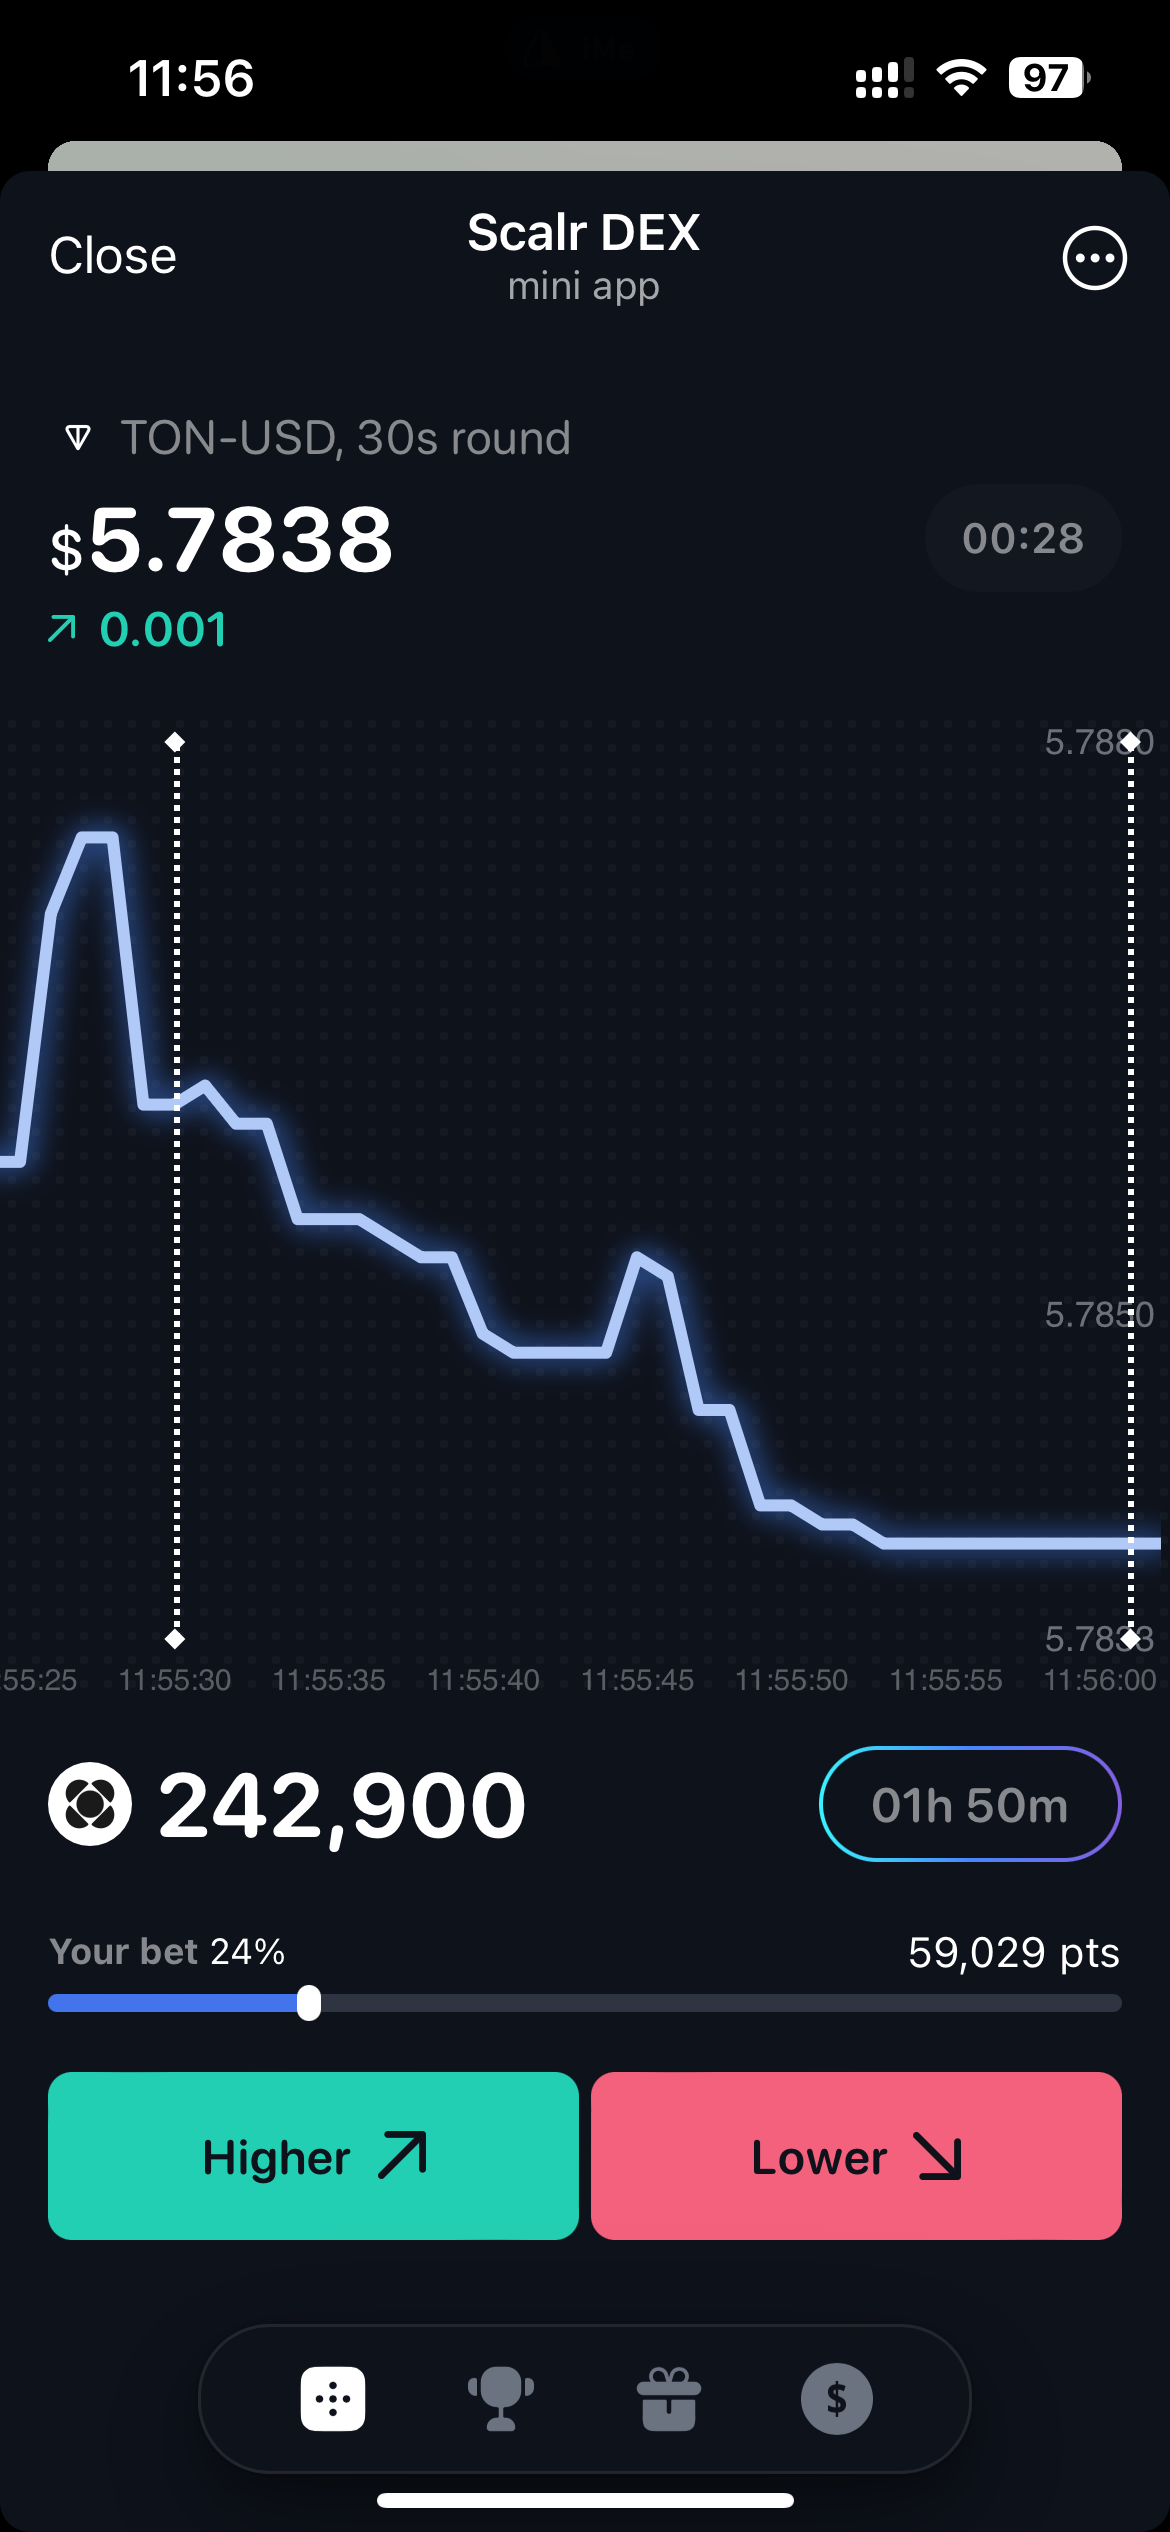 11:56
97
Close
Scalr DEX
mini app
TON-USD, 30s round
$5.7838
00:28
0.001
5.7880
5.7850
5.7833
:55:25 11:55:30 11:55:35 11:55:40 11:55:45 11:55:50 11:55:55 11:56:00
242,900
01h 50m
Your bet 24%
59,029 pts
Higher
Lower
$